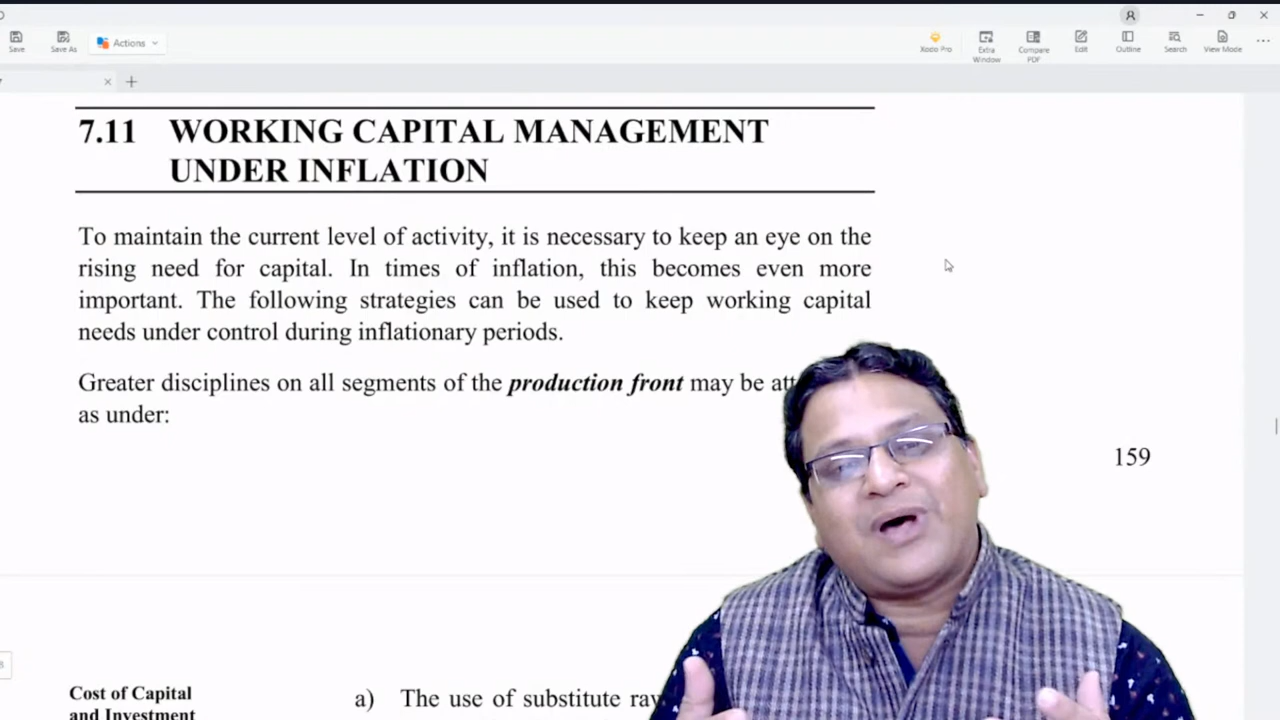 Save
Save As
Actions
Xodo Pro
Extra
Window
Compare
PDF
Edit
Outline
Search
View Mode
7.11 WORKING CAPITAL MANAGEMENT
UNDER INFLATION
To maintain the current level of activity, it is necessary to keep an eye on the
rising need for capital. In times of inflation, this becomes even more
important. The following strategies can be used to keep working capital
needs under control during inflationary periods.
Greater disciplines on all segments of the production front may be
as under:
159
Cost of Capital
and Investment
a) The use of substitute